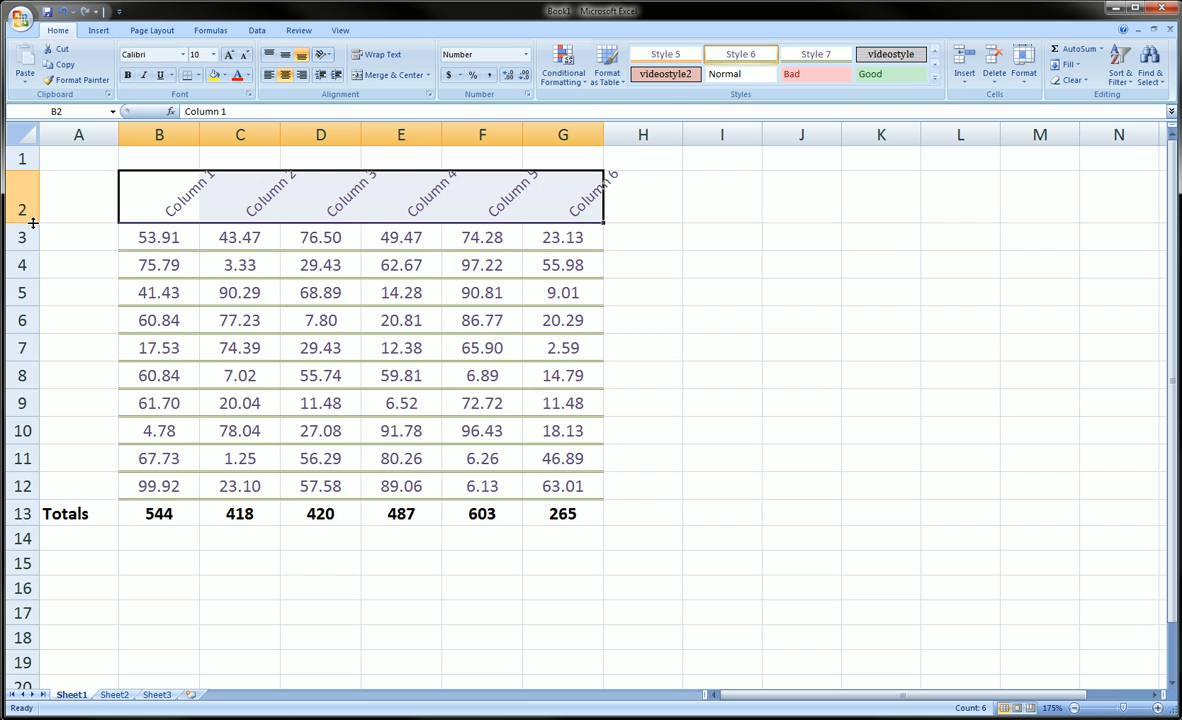 Book1 - Microsoft Excel
Home Insert Page Layout Formulas Data Review View
Paste
Cut
Copy
Format Painter
Clipboard
Calibri 10
B I U
Font
Wrap Text
Merge & Center
Alignment
Number
$ % ,
Number
Conditional Formatting
Format as Table
Style 5 Style 6 Style 7 videostyle
videostyle2 Normal Bad Good
Styles
Insert Delete Format
Cells
AutoSum
Fill
Clear
Sort & Filter
Find & Select
Editing
B2 fx Column 1
A B C D E F G H I J K L M N
1
2 Column 1 Column 2 Column 3 Column 4 Column 5 Column 6
3 53.91 43.47 76.50 49.47 74.28 23.13
4 75.79 3.33 29.43 62.67 97.22 55.98
5 41.43 90.29 68.89 14.28 90.81 9.01
6 60.84 77.23 7.80 20.81 86.77 20.29
7 17.53 74.39 29.43 12.38 65.90 2.59
8 60.84 7.02 55.74 59.81 6.89 14.79
9 61.70 20.04 11.48 6.52 72.72 11.48
10 4.78 78.04 27.08 91.78 96.43 18.13
11 67.73 1.25 56.29 80.26 6.26 46.89
12 99.92 23.10 57.58 89.06 6.13 63.01
13 Totals 544 418 420 487 603 265
14
15
16
17
18
19
20
Sheet1 Sheet2 Sheet3
Ready Count: 6 175%